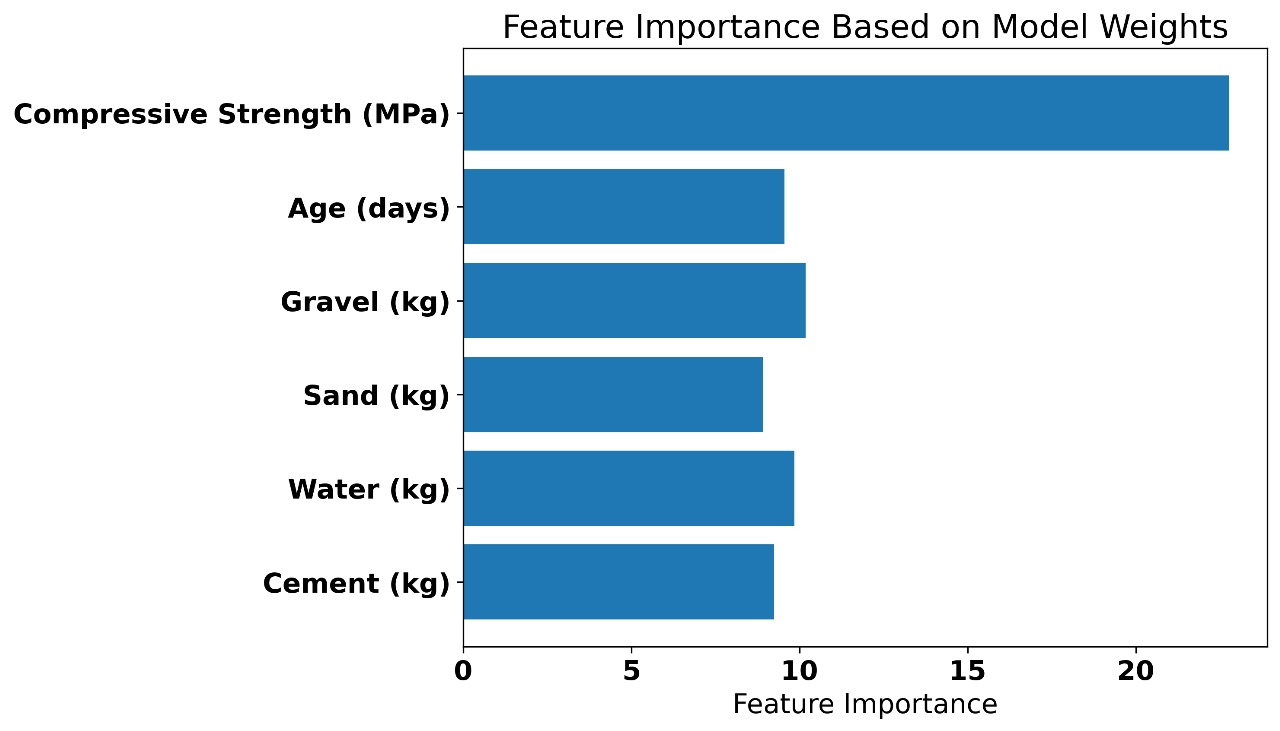 Feature Importance Based on Model Weights
Compressive Strength (MPa)
Age (days)
Gravel (kg)
Sand (kg)
Water (kg)
Cement (kg)
0 5 10 15 20
Feature Importance